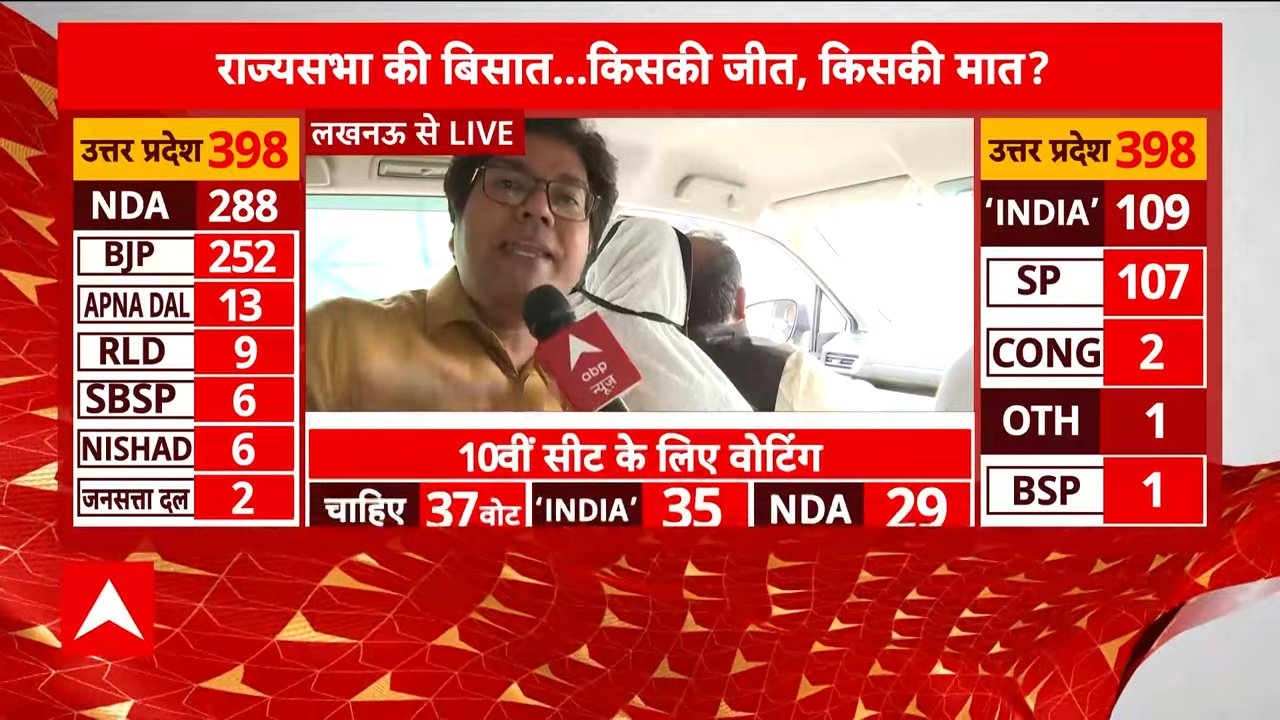 राज्यसभा की बिसात...किसकी जीत, किसकी मात?
लखनऊ से LIVE
उत्तर प्रदेश 398
NDA 288
BJP 252
APNA DAL 13
RLD 9
SBSP 6
NISHAD 6
जनसत्ता दल 2
abp
न्यूज़
10वीं सीट के लिए वोटिंग
चाहिए 37 वोट 'INDIA' 35 NDA 29
उत्तर प्रदेश 398
'INDIA' 109
SP 107
CONG 2
OTH 1
BSP 1